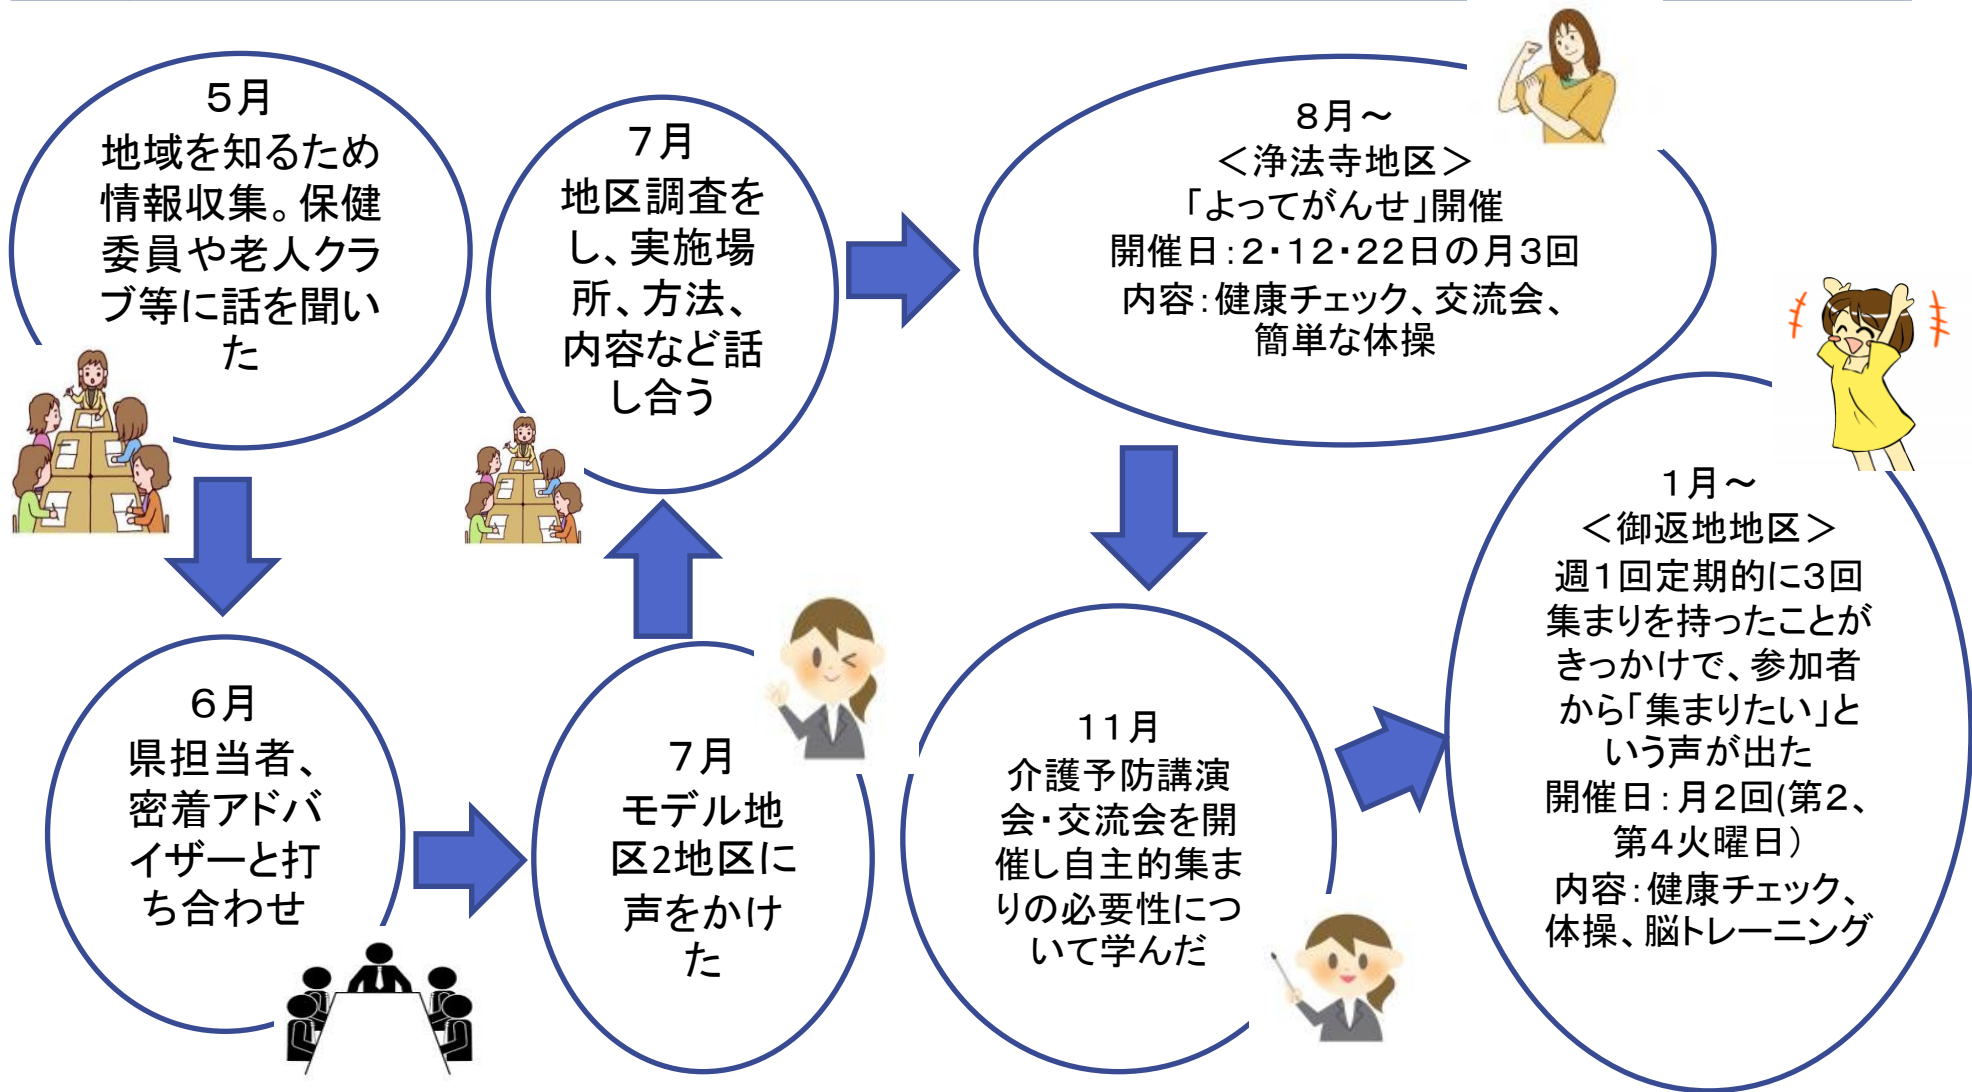 ５月
地域を知るため
情報収集。保健
委員や老人クラ
ブ等に話を聞い
た
６月
県担当者、
密着アドバ
イザーと打
ち合わせ
７月
モデル地
区2地区に
声をかけ
た
７月
地区調査を
し、実施場
所、方法、
内容など話
し合う
８月～
＜浄法寺地区＞
「よってがんせ」開催
開催日：２・１２・２２日の月３回
内容：健康チェック、交流会、
簡単な体操
１１月
介護予防講演
会・交流会を開
催し自主的集ま
りの必要性につ
いて学んだ
１月～
＜御返地地区＞
週１回定期的に３回
集まりを持ったことが
きっかけで、参加者
から「集まりたい」と
いう声が出た
開催日：月２回(第２、
第４火曜日）
内容：健康チェック、
体操、脳トレーニング